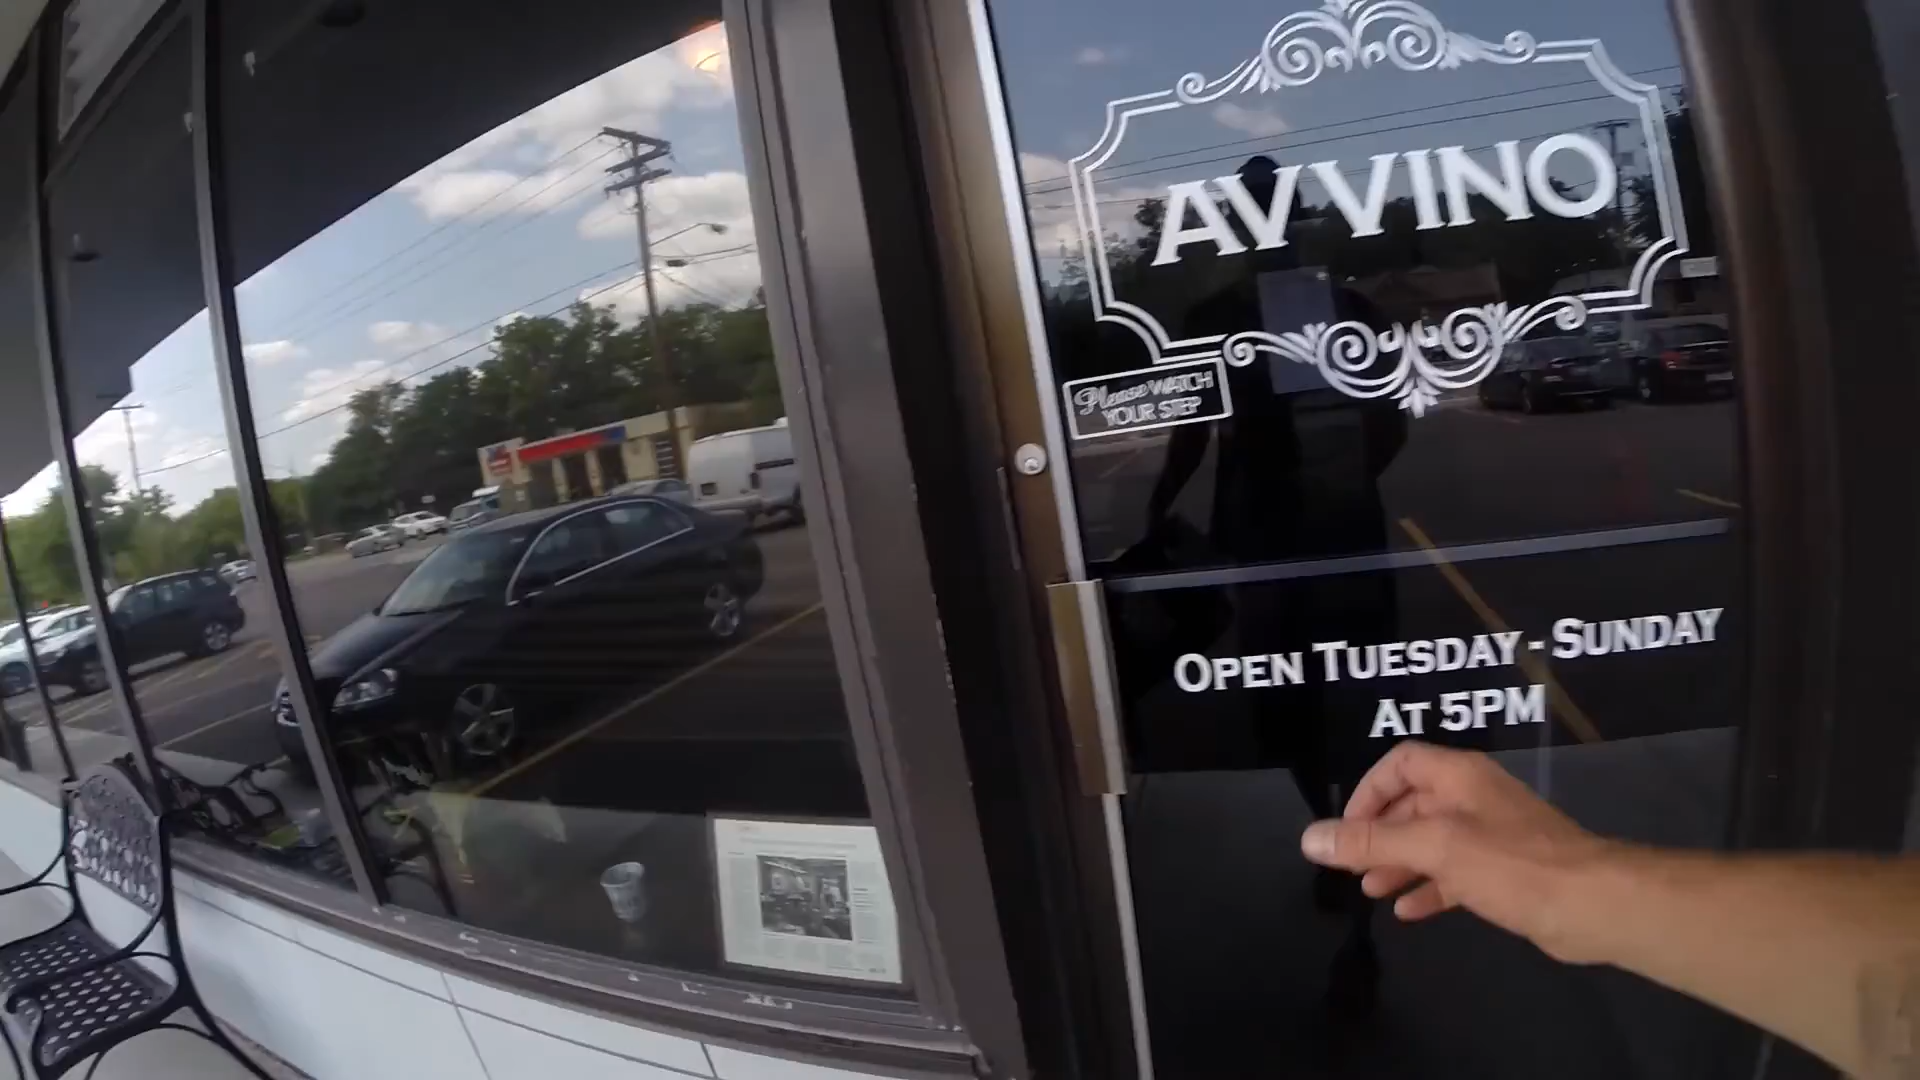 AVVINO
Please WATCH
YOUR STEP
OPEN TUESDAY - SUNDAY
AT 5PM